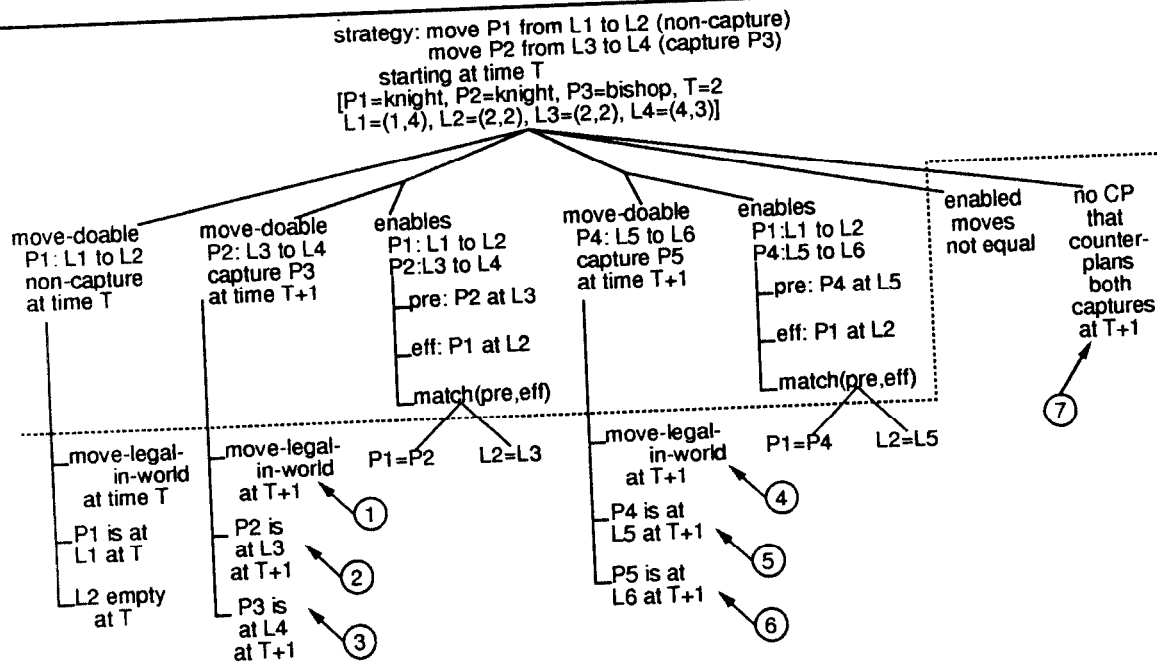 strategy: move P1 from L1 to L2 (non-capture)
move P2 from L3 to L4 (capture P3)
starting at time T
[P1=knight, P2=knight, P3=bishop, T=2
L1=(1,4), L2=(2,2), L3=(2,2), L4=(4,3)]
move-doable
P1: L1 to L2
non-capture
at time T
move-legal-
in-world
at time T
P1 is at
L1 at T
L2 empty
at T
move-doable
P2: L3 to L4
capture P3
at time T+1
move-legal-
in-world
at T+1
1
P2 is
at L3
at T+1
2
P3 is
at L4
at T+1
3
enables
P1: L1 to L2
P2:L3 to L4
pre: P2 at L3
eff: P1 at L2
match(pre,eff)
P1=P2
L2=L3
move-doable
P4: L5 to L6
capture P5
at time T+1
move-legal-
in-world
at T+1
4
P4 is at
L5 at T+1
5
P5 is at
L6 at T+1
6
enables
P1:L1 to L2
P4:L5 to L6
pre: P4 at L5
eff: P1 at L2
match(pre,eff)
P1=P4
L2=L5
enabled
moves
not equal
no CP
that
counter-
plans
both
captures
at T+1
7